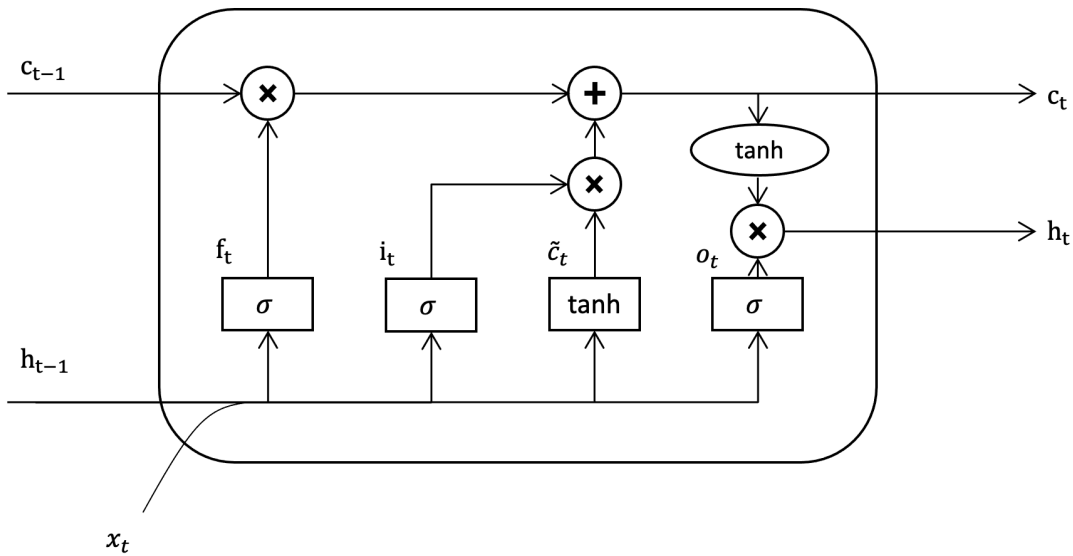 c_{t−1}
×
+
c_t
tanh
×
×
h_t
f_t
i_t
c̃_t
o_t
σ
σ
tanh
σ
h_{t−1}
x_t